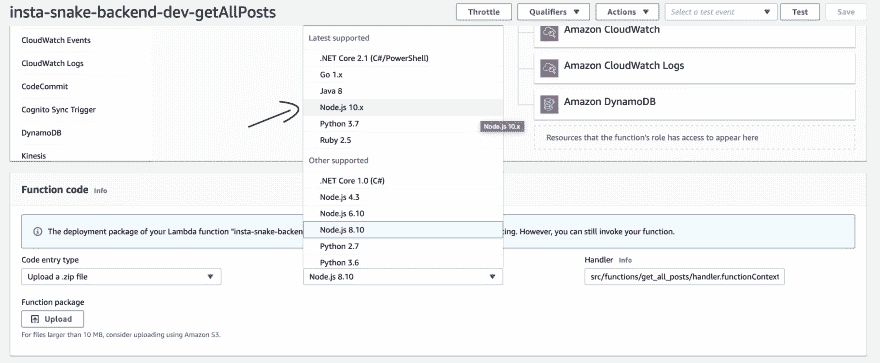 insta-snake-backend-dev-getAllPosts
Throttle
Qualifiers
Actions
Select a test event
Test
Save
CloudWatch Events
CloudWatch Logs
CodeCommit
Cognito Sync Trigger
DynamoDB
Kinesis
Latest supported
.NET Core 2.1 (C#/PowerShell)
Go 1.x
Java 8
Node.js 10.x
Python 3.7
Ruby 2.5
Other supported
.NET Core 1.0 (C#)
Node.js 4.3
Node.js 6.10
Node.js 8.10
Python 2.7
Python 3.6
Node.js 10.x
Amazon CloudWatch
Amazon CloudWatch Logs
Amazon DynamoDB
Resources that the function's role has access to appear here
Function code Info
The deployment package of your Lambda function "insta-snake-backen
ing. However, you can still invoke your function.
Code entry type
Upload a .zip file
Node.js 8.10
Handler Info
src/functions/get_all_posts/handler.functionContext
Function package
Upload
For files larger than 10 MB, consider uploading using Amazon S3.